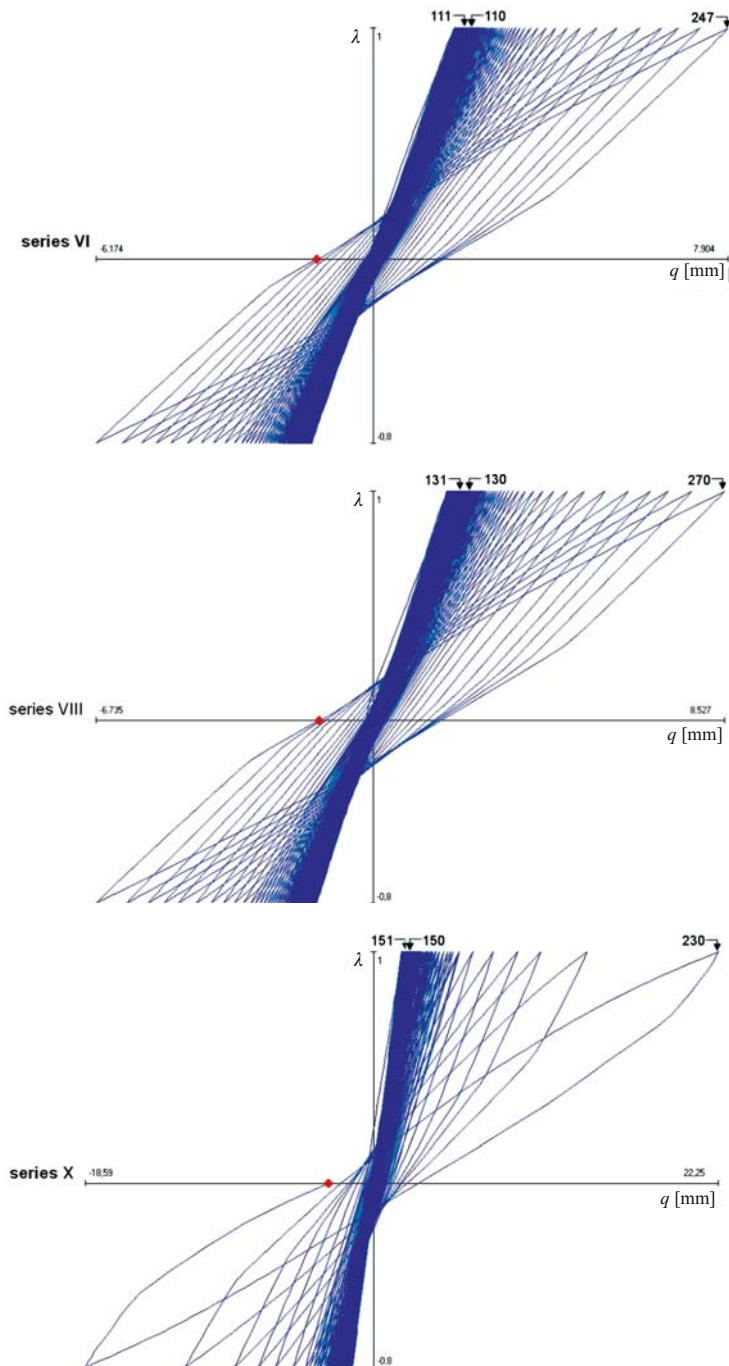 111 110 247
λ 1
series VI
-6,174 7,904
q [mm]
-0,8
131 130 270
λ 1
series VIII
-6,735 8,527
q [mm]
-0,8
151 150 230
λ 1
series X
-18,59 22,25
q [mm]
-0,8